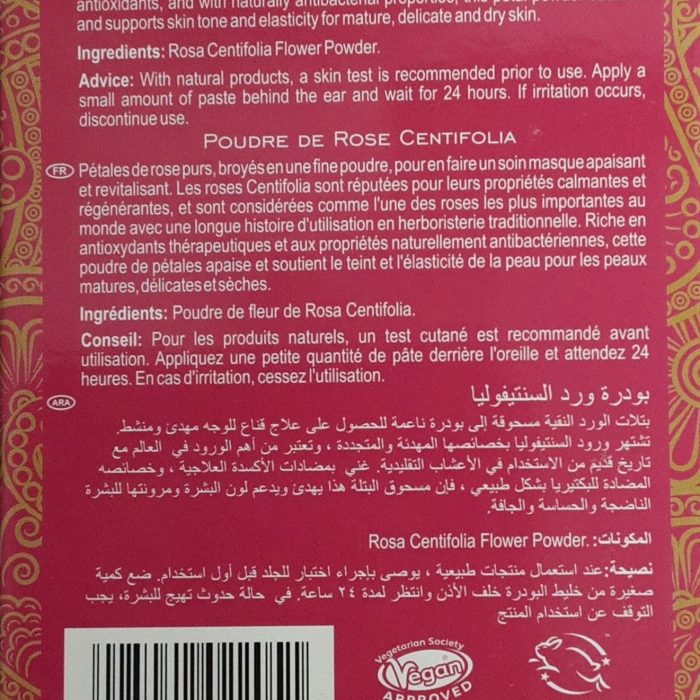 antioxidants, and with naturally antibacterial properties, this petal powder
and supports skin tone and elasticity for mature, delicate and dry skin.
Ingredients: Rosa Centifolia Flower Powder.
Advice: With natural products, a skin test is recommended prior to use. Apply a
small amount of paste behind the ear and wait for 24 hours. If irritation occurs,
discontinue use.
POUDRE DE ROSE CENTIFOLIA
FR Pétales de rose purs, broyés en une fine poudre, pour en faire un soin masque apaisant
et revitalisant. Les roses Centifolia sont réputées pour leurs propriétés calmantes et
régénérantes, et sont considérées comme l'une des roses les plus importantes au
monde avec une longue histoire d'utilisation en herboristerie traditionnelle. Riche en
antioxydants thérapeutiques et aux propriétés naturellement antibactériennes, cette
poudre de pétales apaise et soutient le teint et l'élasticité de la peau pour les peaux
matures, délicates et sèches.
Ingrédients: Poudre de fleur de Rosa Centifolia.
Conseil: Pour les produits naturels, un test cutané est recommandé avant
utilisation. Appliquez une petite quantité de pâte derrière l'oreille et attendez 24
heures. En cas d'irritation, cessez l'utilisation.
ARA بودرة ورد السنتيفوليا
بتلات الورد النقية مسحوقة إلى بودرة ناعمة للحصول على علاج قناع للوجه مهدئ ومنشط.
تشتهر ورود السنتيفوليا بخصائصها المهدئة والمتجددة ، وتعتبر من أهم الورود في العالم مع
تاريخ قديم من الاستخدام في الأعشاب التقليدية. غني بمضادات الأكسدة العلاجية ، وخصائصه
المضادة للبكتيريا بشكل طبيعي ، فإن مسحوق البتلة هذا يهدئ ويدعم لون البشرة ومرونتها للبشرة
الناضجة والحساسة والجافة.
المكونات: Rosa Centifolia Flower Powder.
نصيحة: عند استعمال منتجات طبيعية ، يوصى بإجراء اختبار للجلد قبل أول استخدام. ضع كمية
صغيرة من خليط البودرة خلف الأذن وانتظر لمدة ٢٤ ساعة. في حالة حدوث تهيج للبشرة، يجب
التوقف عن استخدام المنتج
Vegetarian Society
Vegan
APPROVED